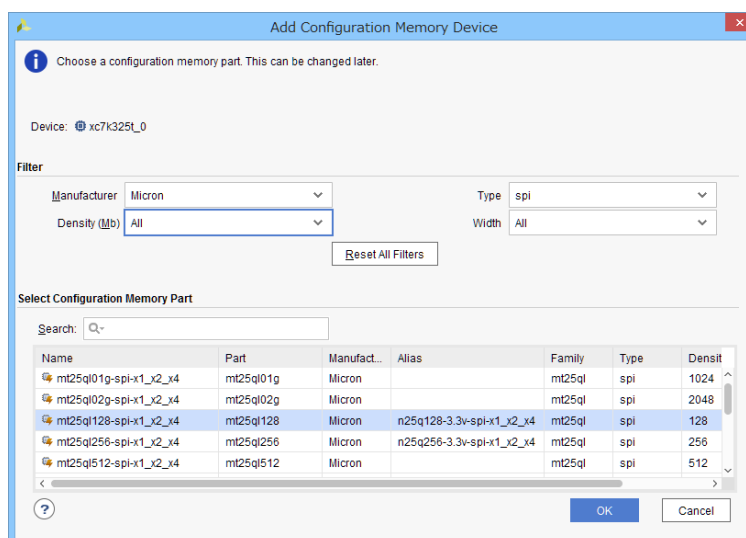 Add Configuration Memory Device
Choose a configuration memory part. This can be changed later.
Device: xc7k325t_0
Filter
Manufacturer Micron Type spi
Density (Mb) All Width All
Reset All Filters
Select Configuration Memory Part
Search:
Name Part Manufact... Alias Family Type Densit
mt25ql01g-spi-x1_x2_x4 mt25ql01g Micron mt25ql spi 1024
mt25ql02g-spi-x1_x2_x4 mt25ql02g Micron mt25ql spi 2048
mt25ql128-spi-x1_x2_x4 mt25ql128 Micron n25q128-3.3v-spi-x1_x2_x4 mt25ql spi 128
mt25ql256-spi-x1_x2_x4 mt25ql256 Micron n25q256-3.3v-spi-x1_x2_x4 mt25ql spi 256
mt25ql512-spi-x1_x2_x4 mt25ql512 Micron mt25ql spi 512
? OK Cancel